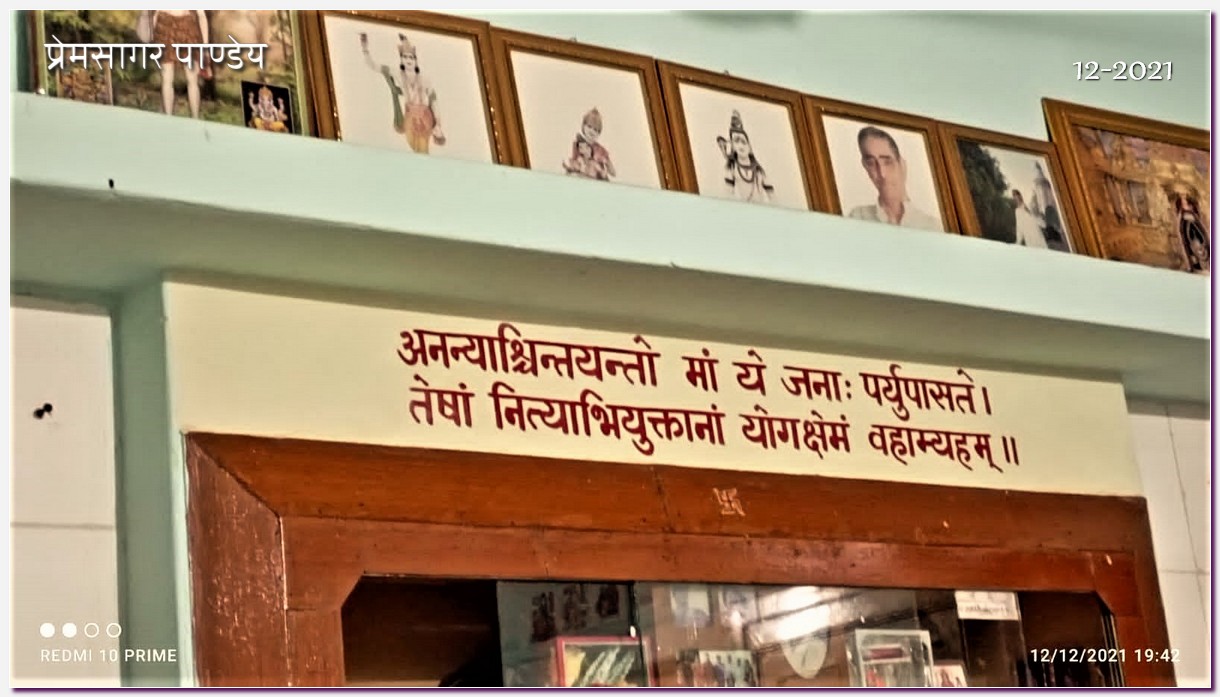 प्रेमसागर पाण्डेय
12-2021
अनन्याश्चिन्तयन्तो मां ये जनाः पर्युपासते।
तेषां नित्याभियुक्तानां योगक्षेमं वहाम्यहम्॥
REDMI 10 PRIME
12/12/2021 19:42